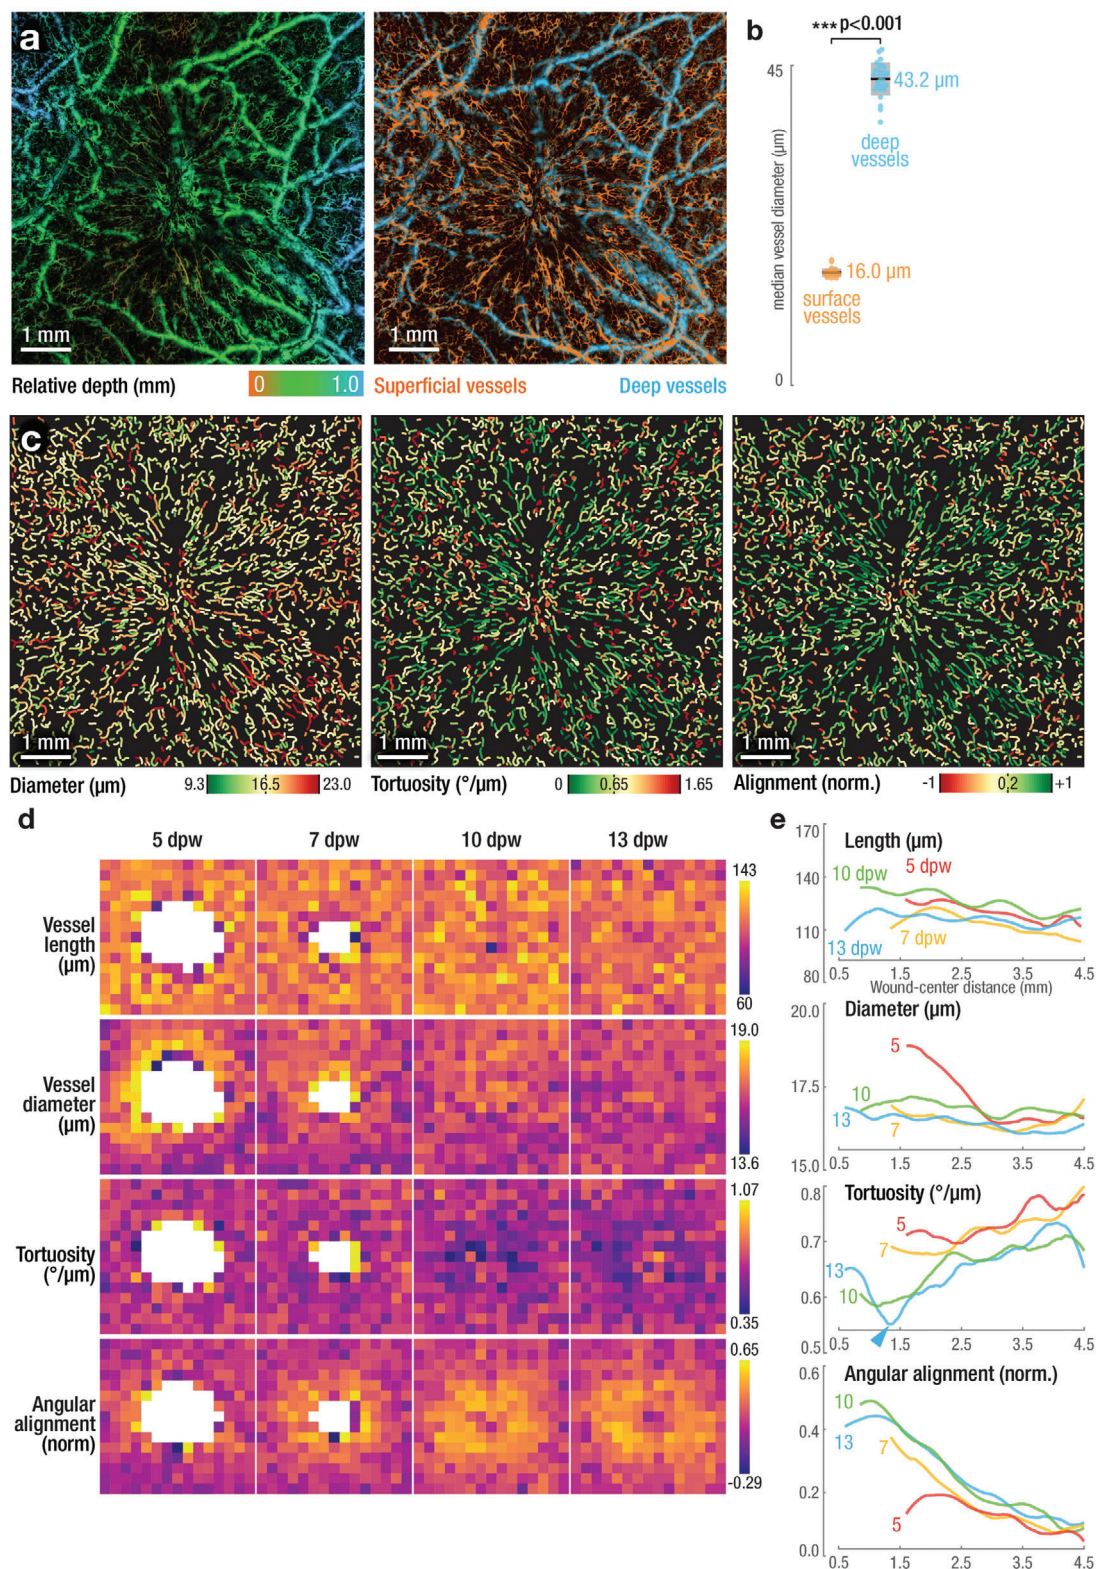 a
1 mm
1 mm
Relative depth (mm)
0 1.0
Superficial vessels Deep vessels
b
***p<0.001
45
0
median vessel diameter (µm)
43.2 µm
deep
vessels
16.0 µm
surface
vessels
c
1 mm
1 mm
1 mm
Diameter (µm)
9.3 16.5 23.0
Tortuosity (°/µm)
0 0.65 1.65
Alignment (norm.)
-1 0.2 +1
d
5 dpw 7 dpw 10 dpw 13 dpw
Vessel
length
(µm)
143
60
Vessel
diameter
(µm)
19.0
13.6
Tortuosity
(°/µm)
1.07
0.35
Angular
alignment
(norm)
0.65
-0.29
e
Length (µm)
170
140
110
80
10 dpw
5 dpw
7 dpw
13 dpw
0.5 1.5 2.5 3.5 4.5
Wound-center distance (mm)
Diameter (µm)
20.0
17.5
15.0
5
10
13
7
0.5 1.5 2.5 3.5 4.5
Tortuosity (°/µm)
0.8
0.7
0.6
0.5
5
7
13
10
0.5 1.5 2.5 3.5 4.5
Angular alignment (norm.)
0.6
0.4
0.2
0.0
10
13
7
5
0.5 1.5 2.5 3.5 4.5